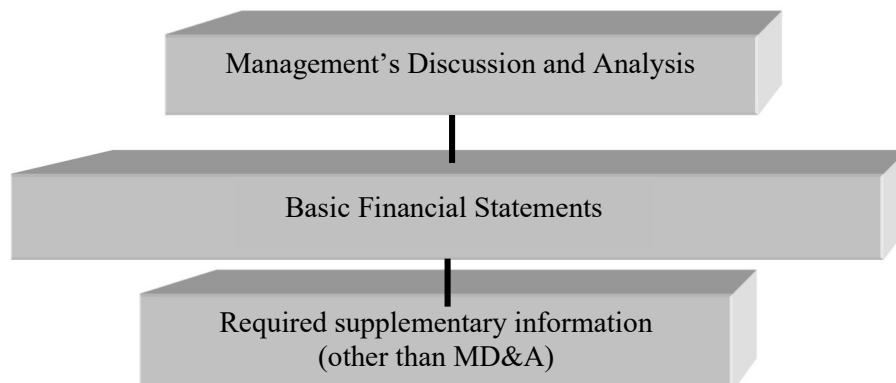 Management’s Discussion and Analysis
Basic Financial Statements
Required supplementary information
(other than MD&A)